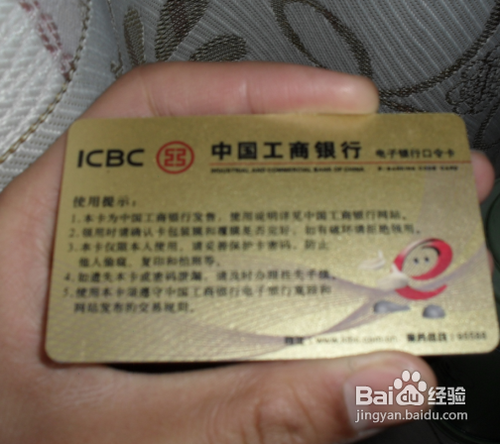 ICBC 中国工商银行 电子银行口令卡
INDUSTRIAL AND COMMERCIAL BANK OF CHINA E-BANKING CODE CARD
使用提示：
1.本卡为中国工商银行发售，使用说明详见中国工商银行网站。
2.领用时请确认卡包装膜和覆膜是否完好，如有破坏请拒绝领用。
3.本卡仅限本人使用，请妥善保护卡密码，防止
他人偷窥、复印和拍照等。
4.如遗失本卡或密码泄漏，请及时办理挂失手续。
5.使用本卡须遵守中国工商银行电子银行章程和
网站发布的交易规则。
网址：www.icbc.com.cn 服务热线：95588
Baidu 经验
jingyan.baidu.com